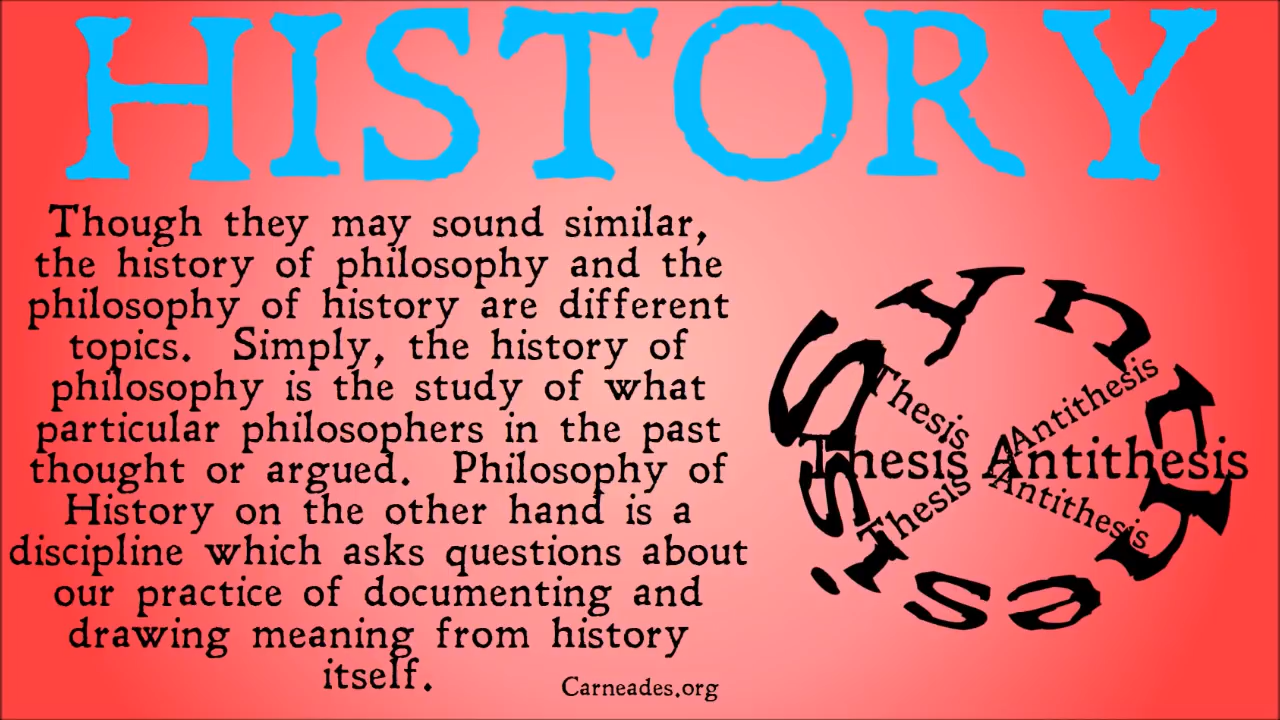 HISTORY
Though they may sound similar,
the history of philosophy and the
philosophy of history are different
topics. Simply, the history of
philosophy is the study of what
particular philosophers in the past
thought or argued. Philosophy of
History on the other hand is a
discipline which asks questions about
our practice of documenting and
drawing meaning from history
itself.
Carneades.org
Synthesis
Thesis
Antithesis
Thesis Antithesis
Thesis
Antithesis